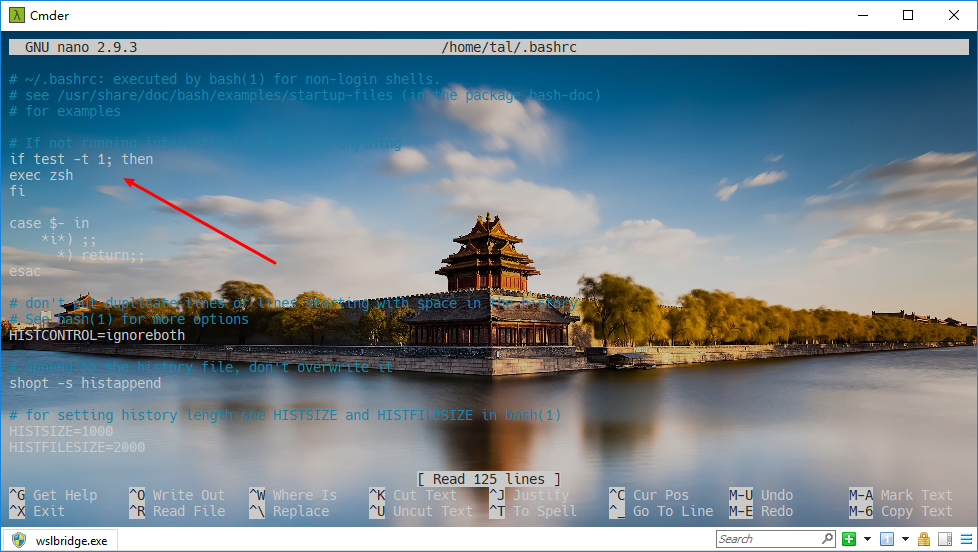 Cmder
GNU nano 2.9.3 /home/tal/.bashrc
# ~/.bashrc: executed by bash(1) for non-login shells.
# see /usr/share/doc/bash/examples/startup-files (in the package bash-doc)
# for examples
# If not running interactively, don't do anything
if test -t 1; then
exec zsh
fi
case $- in
*i*) ;;
*) return;;
esac
# don't put duplicate lines or lines starting with space in the history.
# See bash(1) for more options
HISTCONTROL=ignoreboth
# append to the history file, don't overwrite it
shopt -s histappend
# for setting history length see HISTSIZE and HISTFILESIZE in bash(1)
HISTSIZE=1000
HISTFILESIZE=2000
[ Read 125 lines ]
^G Get Help ^O Write Out ^W Where Is ^K Cut Text ^J Justify ^C Cur Pos M-U Undo M-A Mark Text
^X Exit ^R Read File ^\ Replace ^U Uncut Text ^T To Spell ^_ Go To Line M-E Redo M-6 Copy Text
wslbridge.exe Search